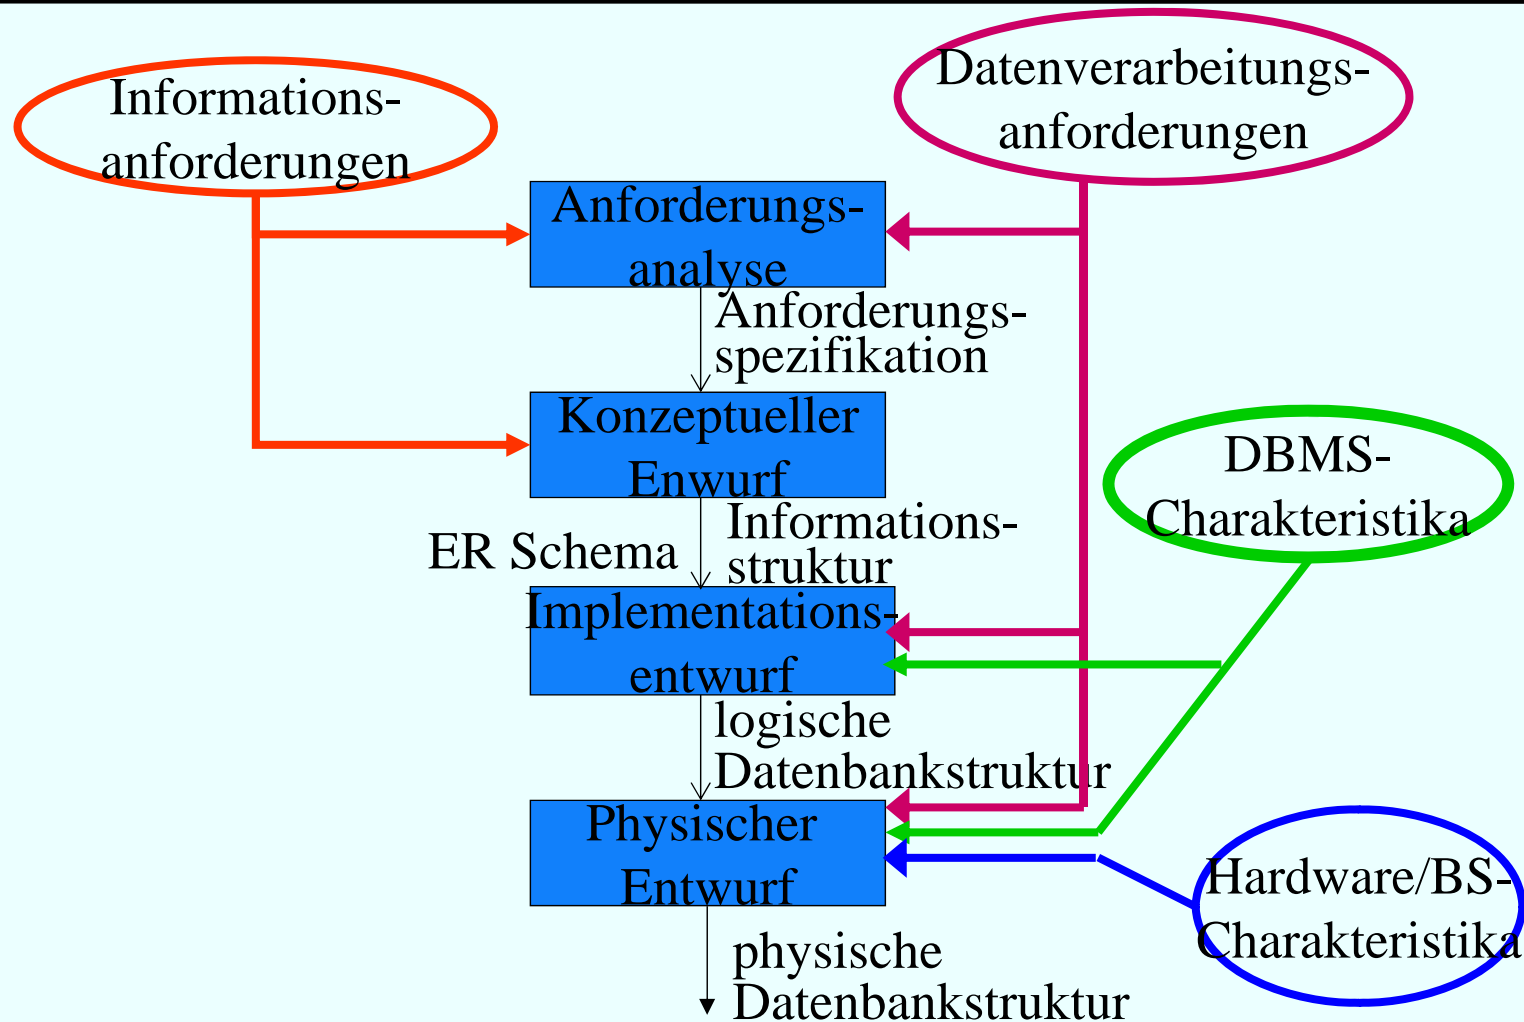 Informations-
anforderungen
Datenverarbeitungs-
anforderungen
Anforderungs-
analyse
Anforderungs-
spezifikation
Konzeptueller
Enwurf
DBMS-
Charakteristika
ER Schema
Informations-
struktur
Implementations-
entwurf
logische
Datenbankstruktur
Physischer
Entwurf
Hardware/BS-
Charakteristika
physische
Datenbankstruktur